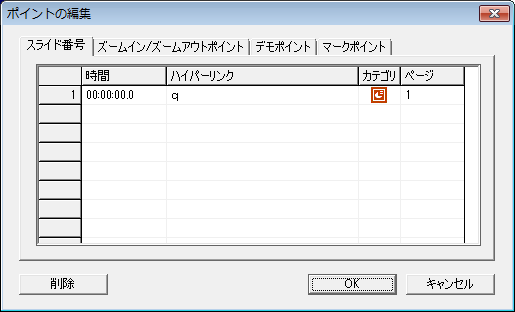 ポイントの編集
スライド番号 ズームイン/ズームアウトポイント デモポイント マークポイント
時間 ハイパーリンク カテゴリ ページ
1 00:00:00.0 q 1
削除 OK キャンセル